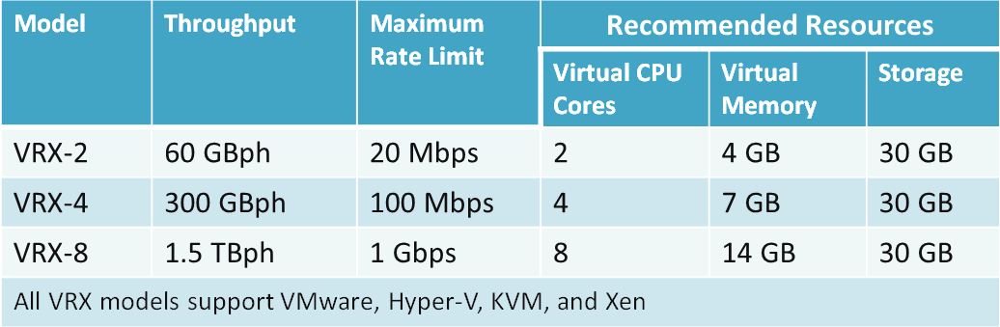 Model Throughput Maximum Rate Limit Recommended Resources
Virtual CPU Cores Virtual Memory Storage
VRX-2 60 GBph 20 Mbps 2 4 GB 30 GB
VRX-4 300 GBph 100 Mbps 4 7 GB 30 GB
VRX-8 1.5 TBph 1 Gbps 8 14 GB 30 GB
All VRX models support VMware, Hyper-V, KVM, and Xen